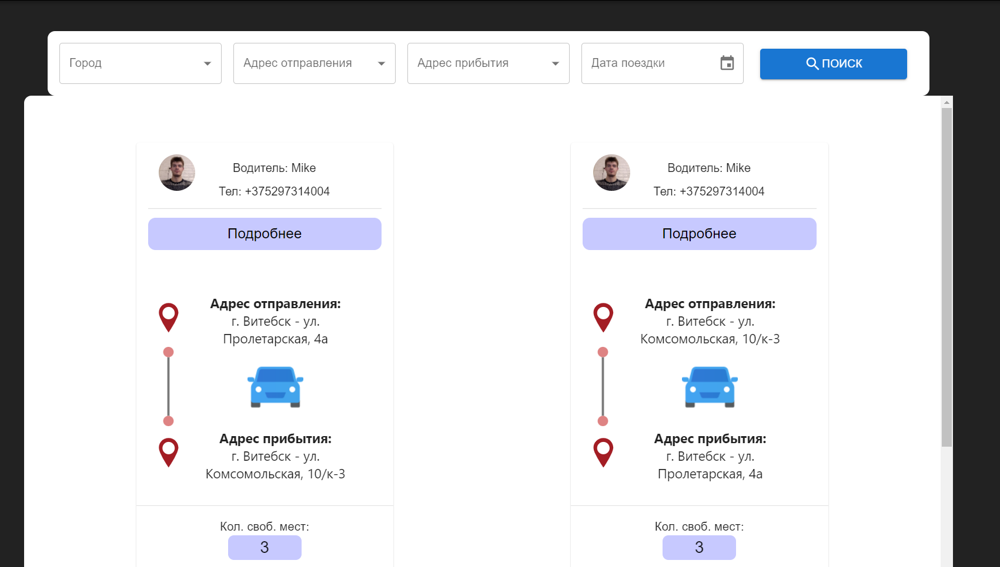 Город
Адрес отправления
Адрес прибытия
Дата поездки
ПОИСК
Водитель: Mike
Тел: +375297314004
Подробнее
Адрес отправления:
г. Витебск - ул.
Пролетарская, 4а
Адрес прибытия:
г. Витебск - ул.
Комсомольская, 10/к-3
Кол. своб. мест:
3
Водитель: Mike
Тел: +375297314004
Подробнее
Адрес отправления:
г. Витебск - ул.
Комсомольская, 10/к-3
Адрес прибытия:
г. Витебск - ул.
Пролетарская, 4а
Кол. своб. мест:
3